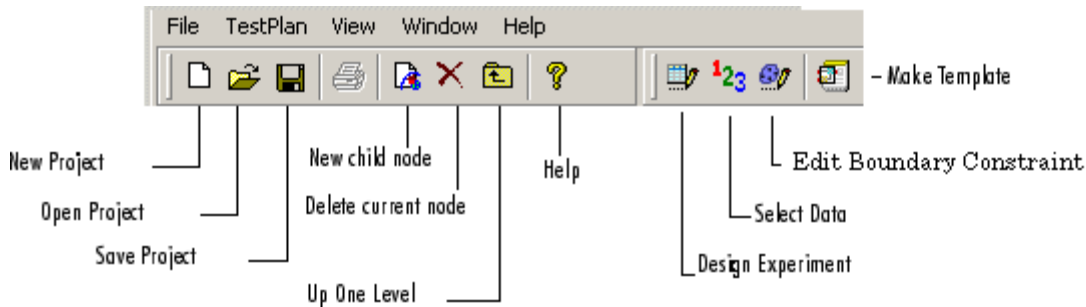 File TestPlan View Window Help
123
?
– Make Template
New Project
New child node
Help
Edit Boundary Constraint
Open Project
Delete current node
Select Data
Save Project
Design Experiment
Up One Level